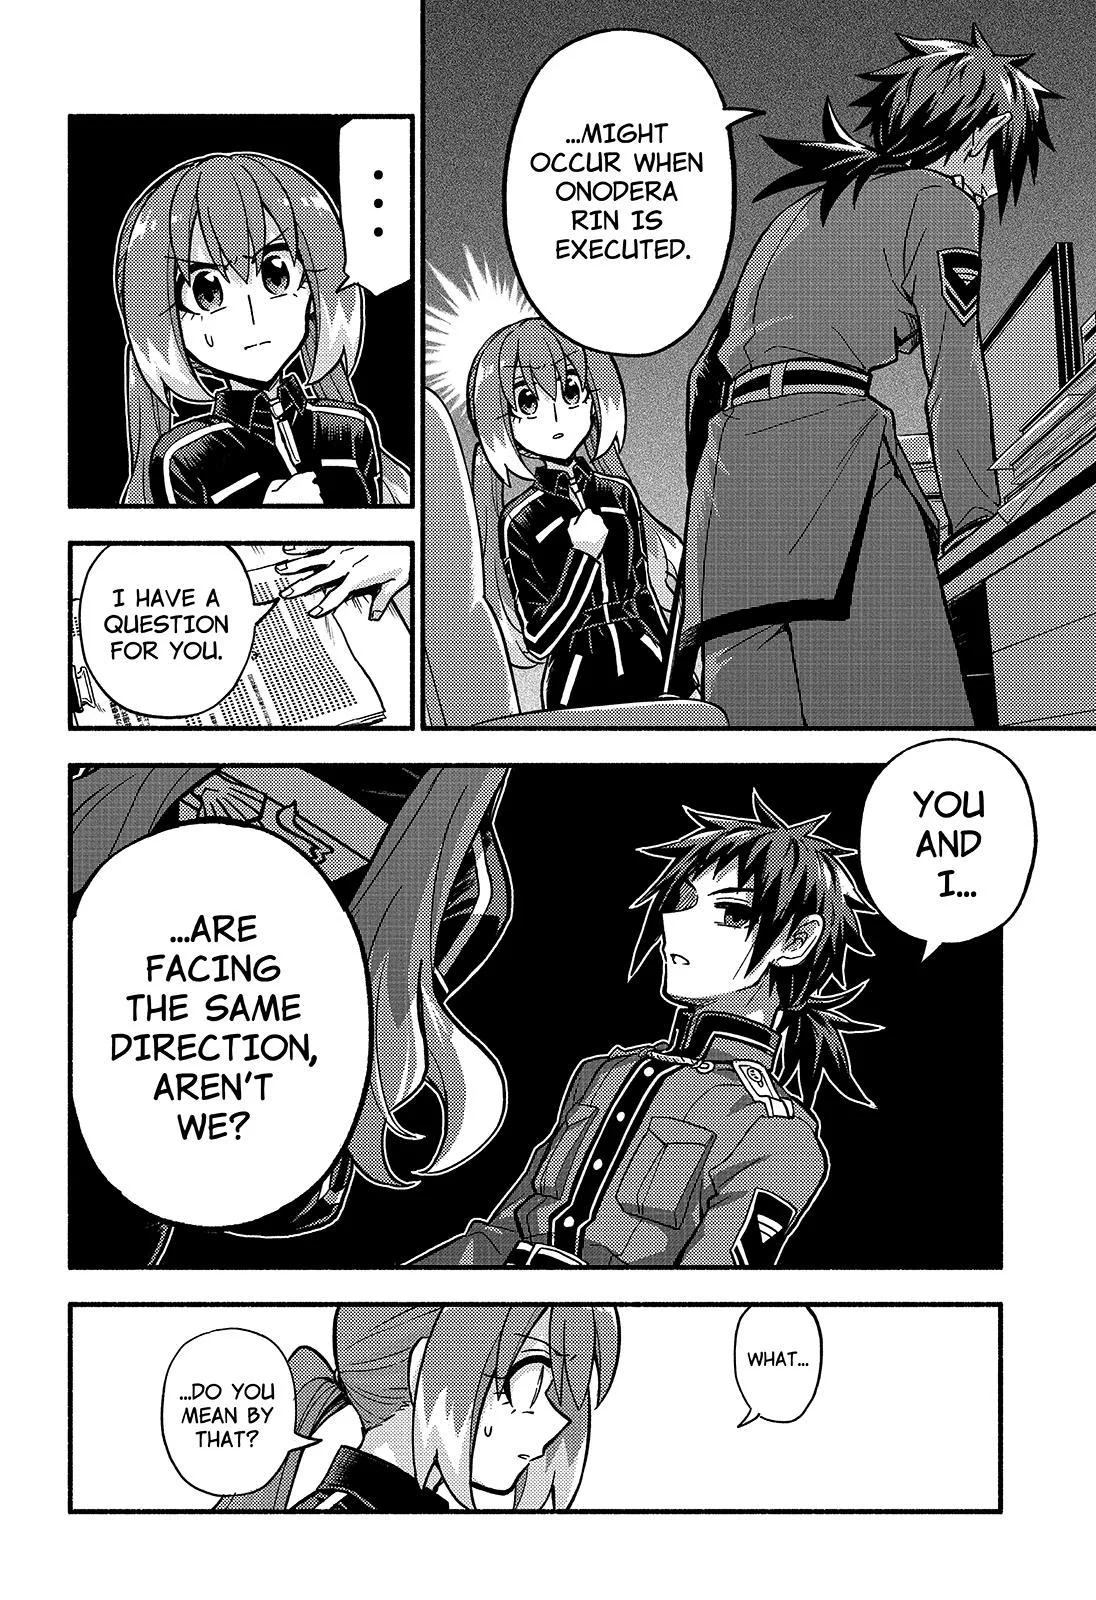 ...MIGHT
OCCUR WHEN
ONODERA
RIN IS
EXECUTED.
...
I HAVE A
QUESTION
FOR YOU.
YOU
AND
I...
...ARE
FACING
THE SAME
DIRECTION,
AREN'T
WE?
WHAT...
...DO YOU
MEAN BY
THAT?